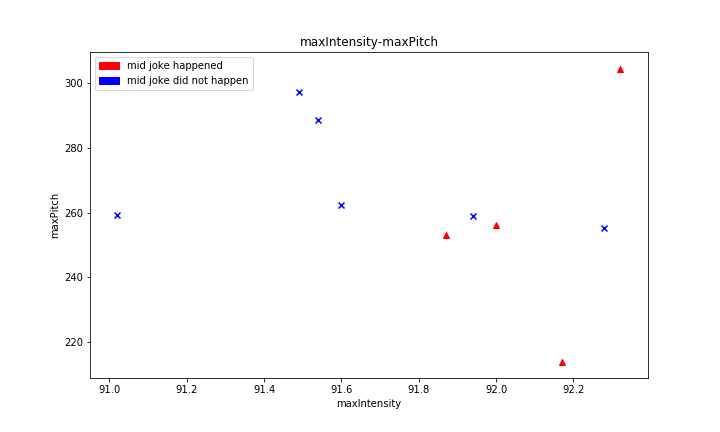 maxIntensity-maxPitch
mid joke happened
mid joke did not happen
maxPitch
300
280
260
240
220
91.0 91.2 91.4 91.6 91.8 92.0 92.2
maxIntensity